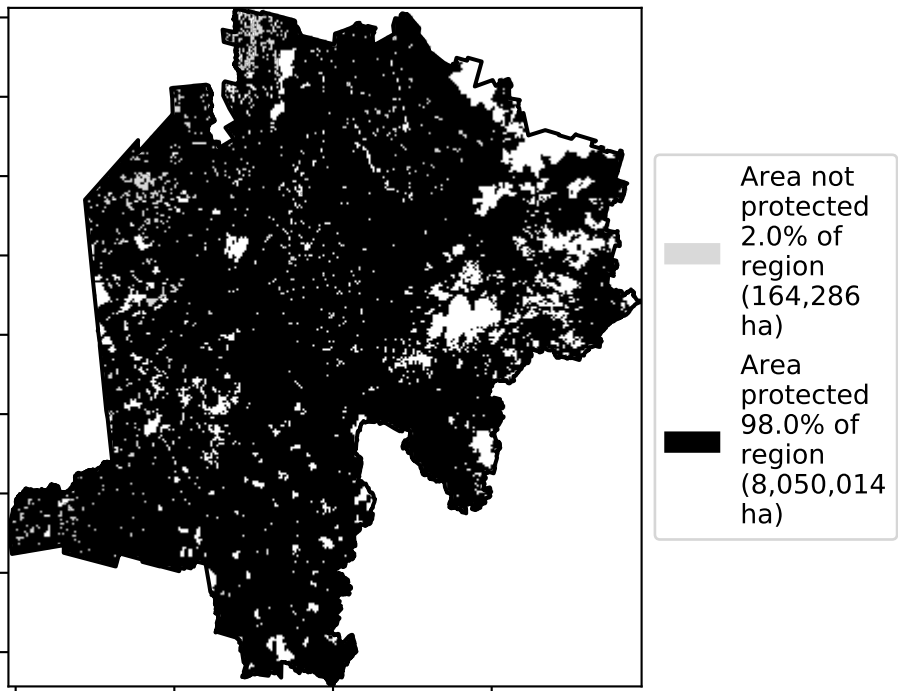 Area not
protected
2.0% of
region
(164,286
ha)
Area
protected
98.0% of
region
(8,050,014
ha)